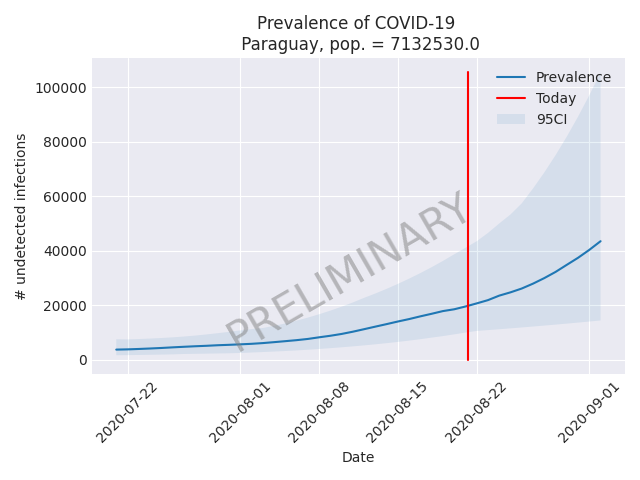 Prevalence of COVID-19
Paraguay, pop. = 7132530.0
Prevalence
Today
95CI
100000
80000
60000
40000
20000
0
# undetected infections
PRELIMINARY
2020-07-22
2020-08-01
2020-08-08
2020-08-15
2020-08-22
2020-09-01
Date